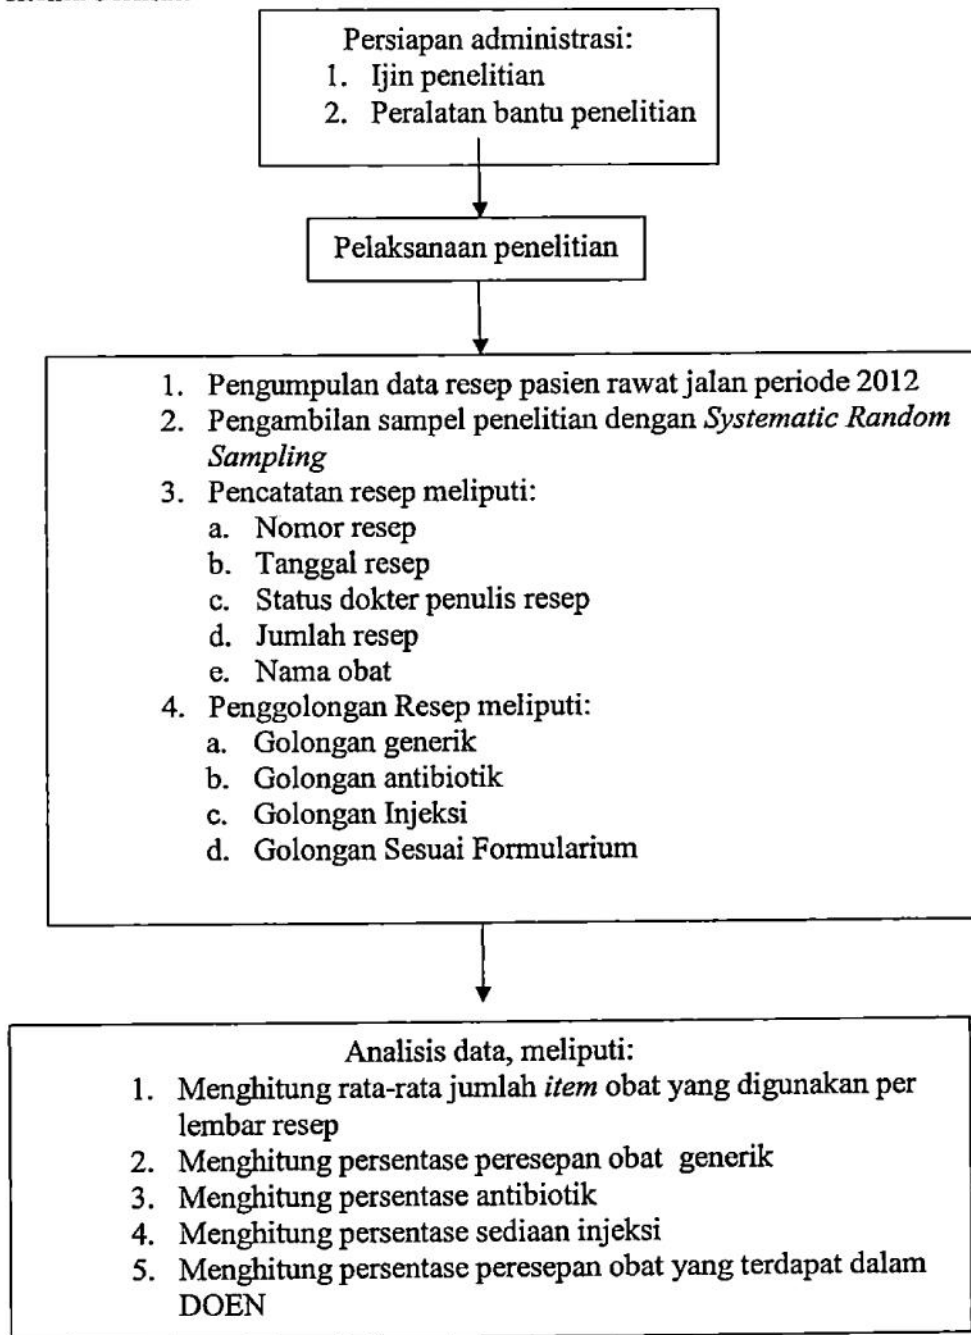 Persiapan administrasi:
1. Ijin penelitian
2. Peralatan bantu penelitian
Pelaksanaan penelitian
1. Pengumpulan data resep pasien rawat jalan periode 2012
2. Pengambilan sampel penelitian dengan Systematic Random
Sampling
3. Pencatatan resep meliputi:
a. Nomor resep
b. Tanggal resep
c. Status dokter penulis resep
d. Jumlah resep
e. Nama obat
4. Penggolongan Resep meliputi:
a. Golongan generik
b. Golongan antibiotik
c. Golongan Injeksi
d. Golongan Sesuai Formularium
Analisis data, meliputi:
1. Menghitung rata-rata jumlah item obat yang digunakan per
lembar resep
2. Menghitung persentase peresepan obat generik
3. Menghitung persentase antibiotik
4. Menghitung persentase sediaan injeksi
5. Menghitung persentase peresepan obat yang terdapat dalam
DOEN